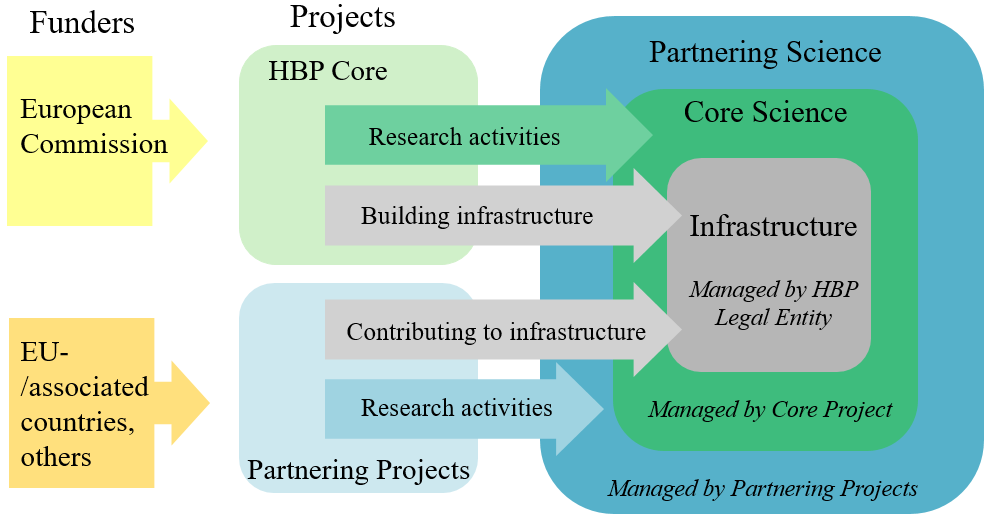 Funders
Projects
European
Commission
HBP Core
Research activities
Building infrastructure
EU-
/associated
countries,
others
Contributing to infrastructure
Research activities
Partnering Projects
Partnering Science
Core Science
Infrastructure
Managed by HBP
Legal Entity
Managed by Core Project
Managed by Partnering Projects